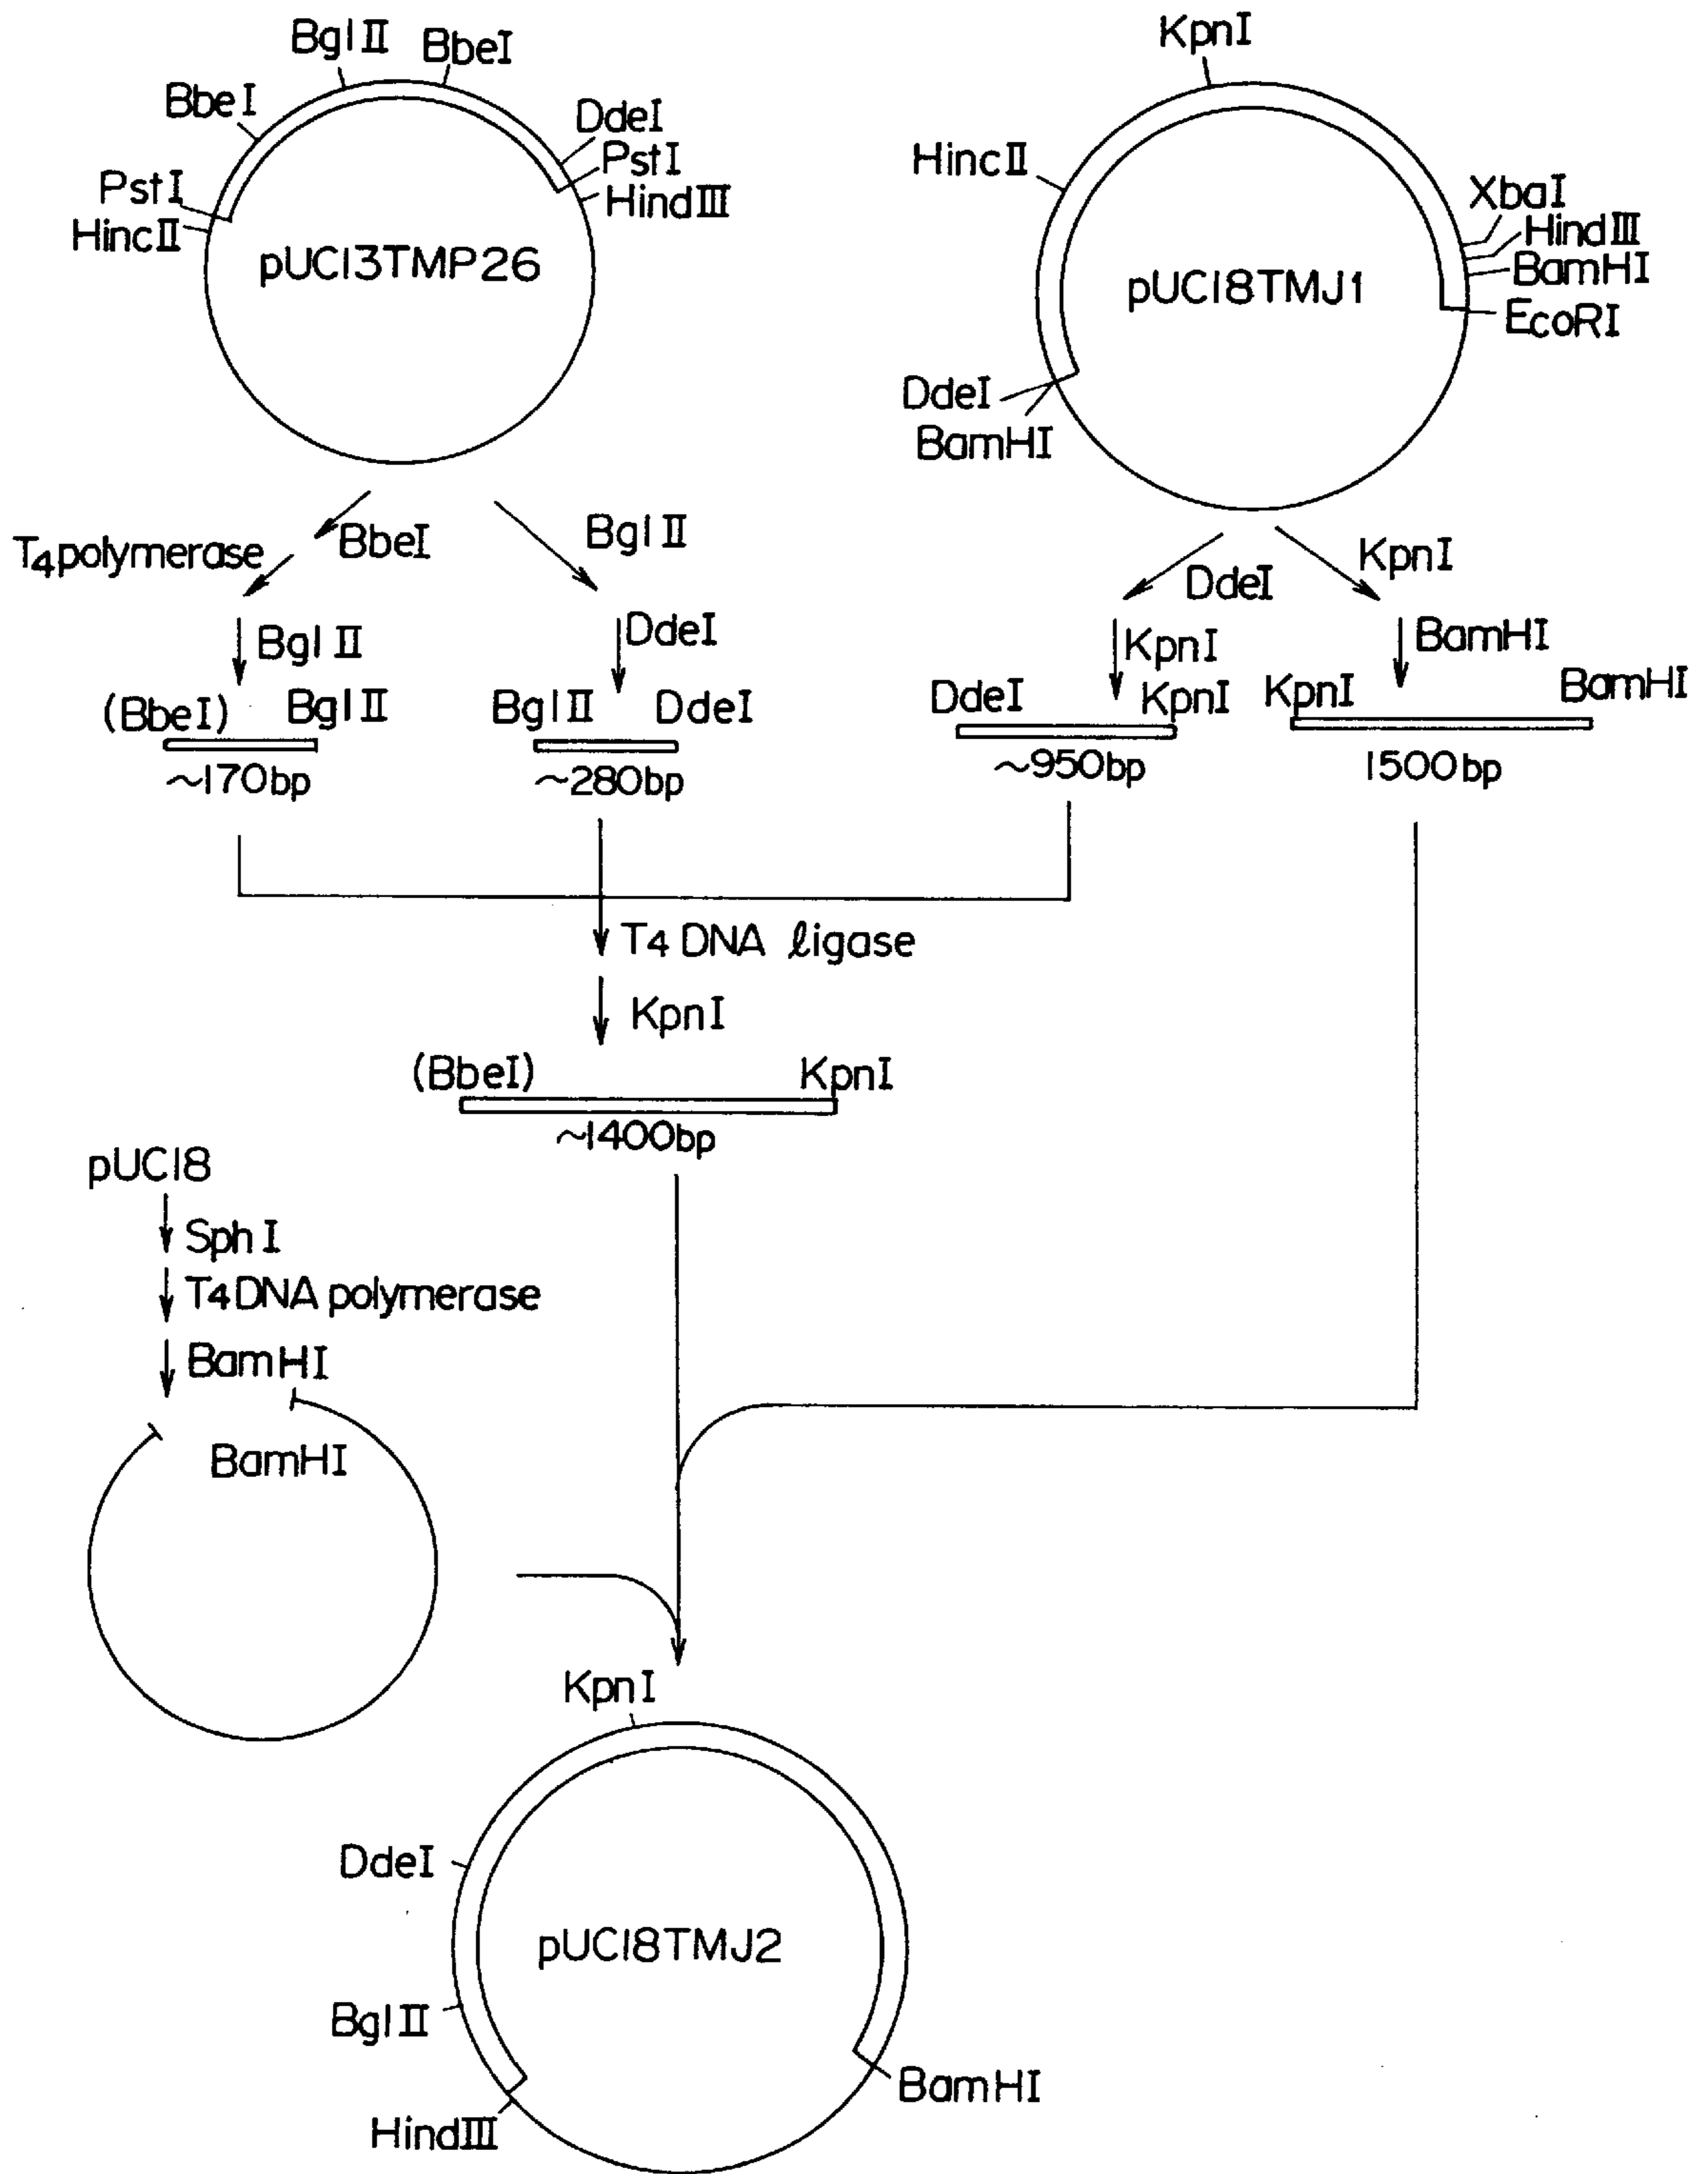 BglⅡ
BbeI
BbeI
DdeI
PstI
HindⅢ
PstI
HincⅡ
pUC13TMP26
KpnI
HincⅡ
XbaI
HindⅢ
BamHI
EcoRI
pUC18TMJ1
DdeI
BamHI
T4polymerase
BbeI
BglⅡ
BglⅡ
DdeI
DdeI
KpnI
KpnI
BamHI
(BbeI) BglⅡ
~170bp
BglⅡ DdeI
~280bp
DdeI KpnI
~950bp
KpnI BamHI
1500bp
T4 DNA ℓigase
KpnI
(BbeI) KpnI
~1400bp
pUC18
SphI
T4DNA polymerase
BamHI
BamHI
KpnI
DdeI
pUC18TMJ2
BglⅡ
BamHI
HindⅢ